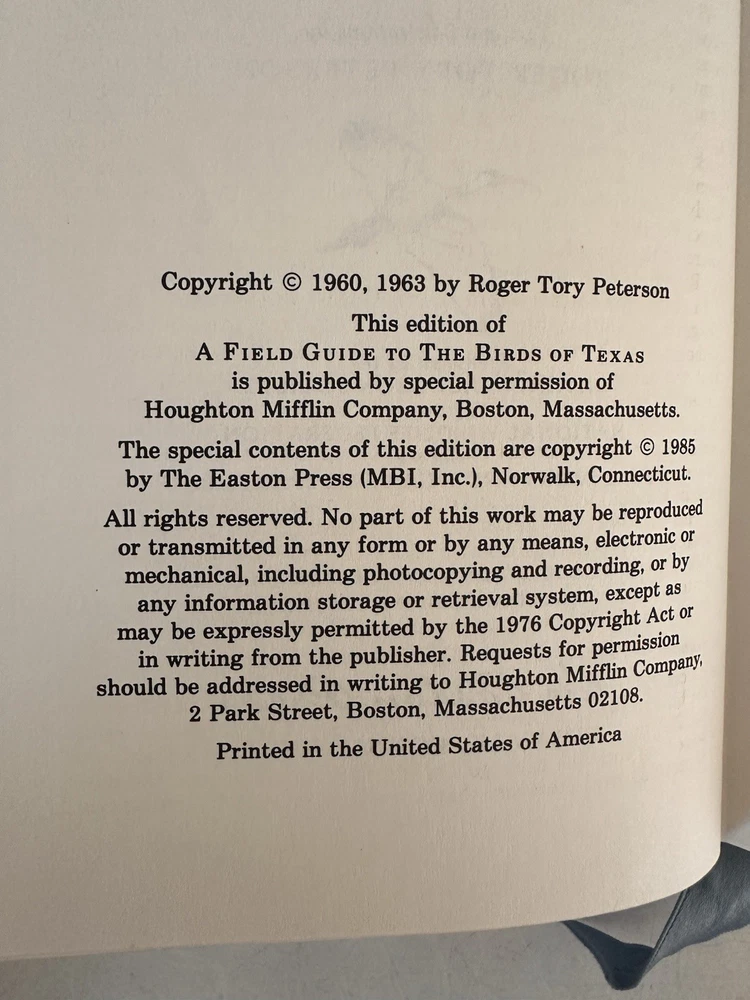 Copyright © 1960, 1963 by Roger Tory Peterson
This edition of
A FIELD GUIDE TO THE BIRDS OF TEXAS
is published by special permission of
Houghton Mifflin Company, Boston, Massachusetts.
The special contents of this edition are copyright © 1985
by The Easton Press (MBI, Inc.), Norwalk, Connecticut.
All rights reserved. No part of this work may be reproduced
or transmitted in any form or by any means, electronic or
mechanical, including photocopying and recording, or by
any information storage or retrieval system, except as
may be expressly permitted by the 1976 Copyright Act or
in writing from the publisher. Requests for permission
should be addressed in writing to Houghton Mifflin Company,
2 Park Street, Boston, Massachusetts 02108.
Printed in the United States of America